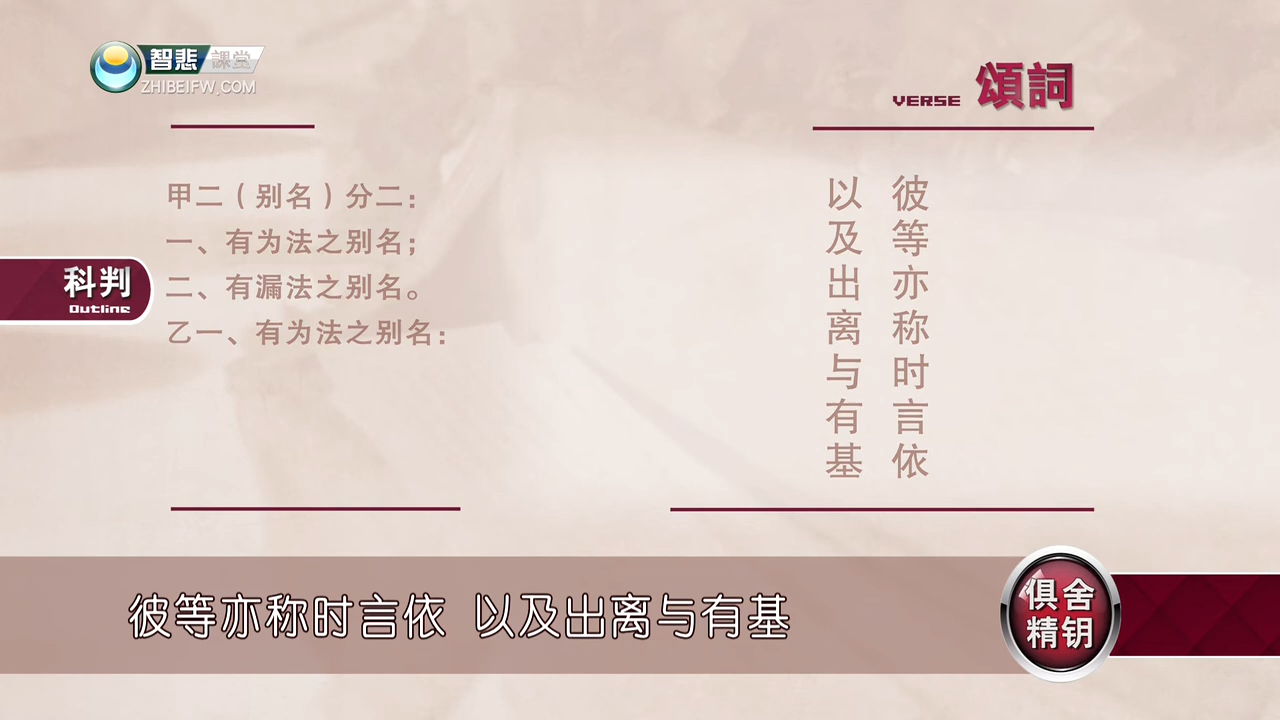 智悲 課堂
ZHIBEIFW.COM
VERSE 頌詞
彼等亦称时言依
以及出离与有基
甲二（别名）分二：
一、有为法之别名；
二、有漏法之别名。
乙一、有为法之别名：
科判
Outline
彼等亦称时言依 以及出离与有基
俱舍
精钥